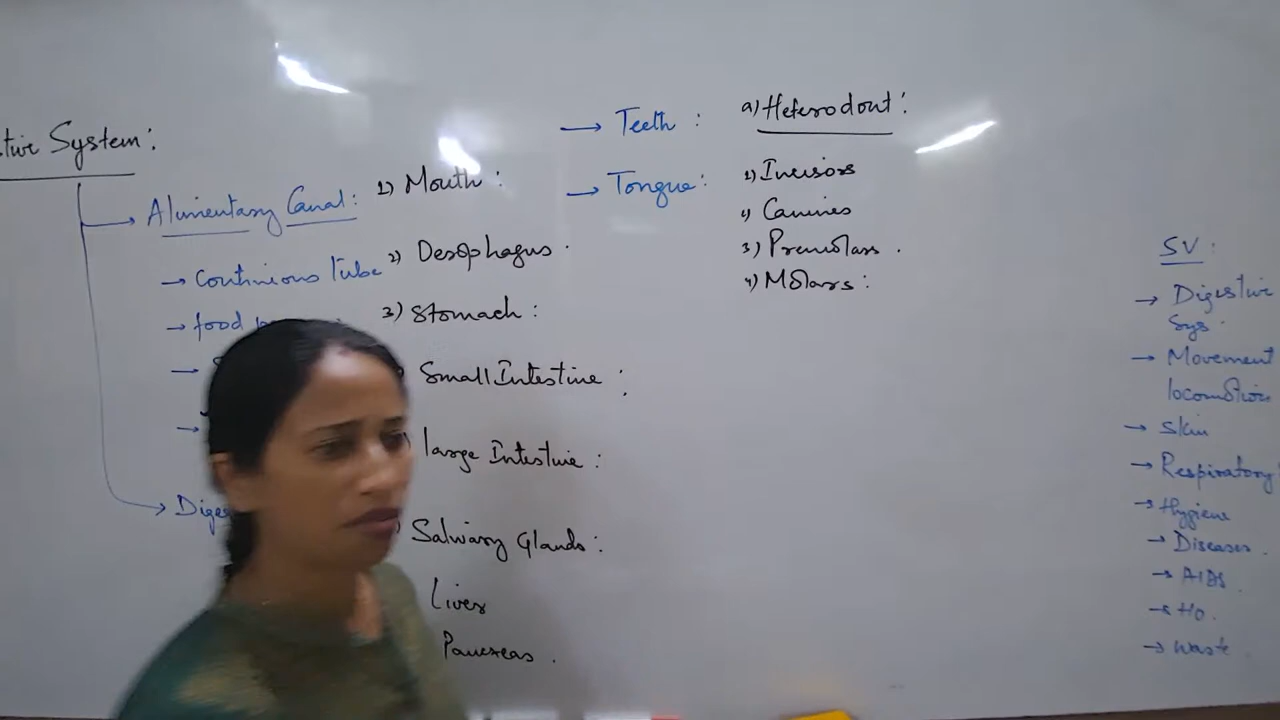 tive System:
→ Alimentary Canal:
→ Continious tube
→ food
→
→
→ Dige
1) Mouth :
2) Oesophagus .
3) Stomach :
Small Intestine :
large Intestine :
Salivary Glands :
Liver
Pancreas .
→ Teeth :
→ Tongue :
a) Heterodont :
1) Incisors
2) Canines
3) Premolars .
4) Molars :
SV :
→ Digestive
Sys.
→ Movement
locomotion
→ Skin
→ Respiratory
→ Hygiene
→ Diseases .
→ AIDS .
→ Ho .
→ Waste